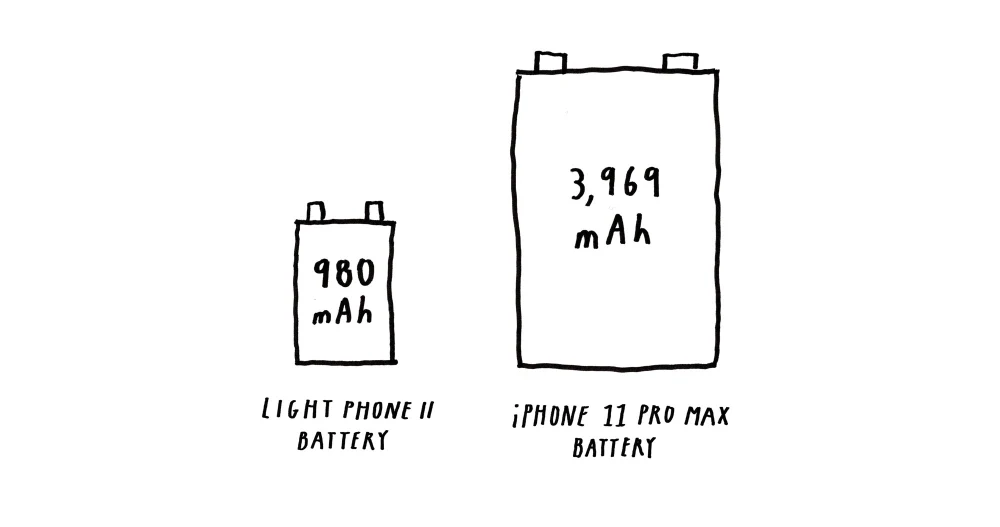 980
mAh
LIGHT PHONE II
BATTERY
3,969
mAh
iPHONE 11 PRO MAX
BATTERY